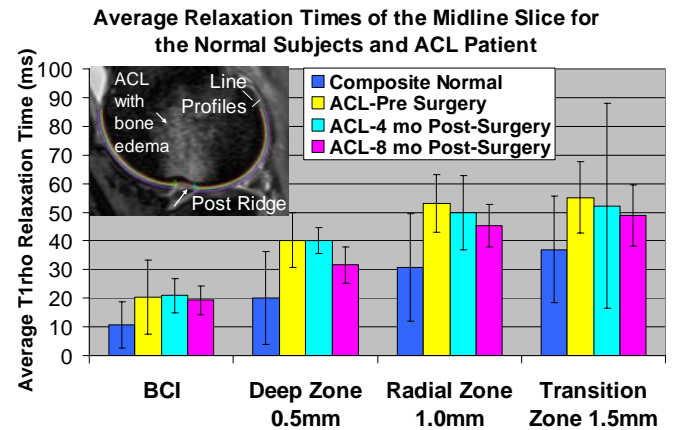 Average Relaxation Times of the Midline Slice for
the Normal Subjects and ACL Patient
Average T1rho Relaxation Time (ms)
100
90
80
70
60
50
40
30
20
10
0
ACL
with
bone
edema
Line
Profiles
Post Ridge
Composite Normal
ACL-Pre Surgery
ACL-4 mo Post-Surgery
ACL-8 mo Post-Surgery
BCI
Deep Zone
0.5mm
Radial Zone
1.0mm
Transition
Zone 1.5mm